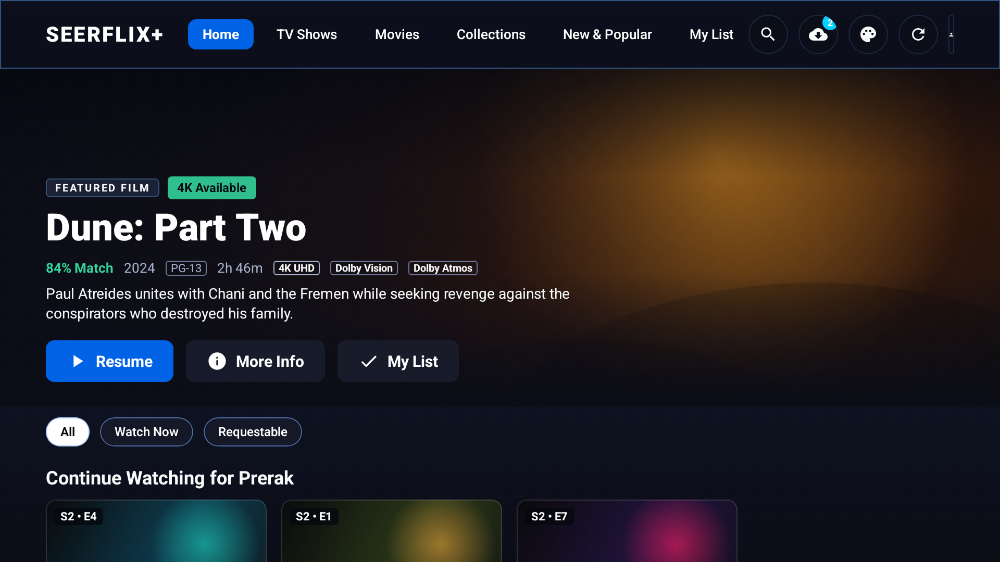 SEERFLIX+ Home TV Shows Movies Collections New & Popular My List 2
FEATURED FILM 4K Available
Dune: Part Two
84% Match 2024 PG-13 2h 46m 4K UHD Dolby Vision Dolby Atmos
Paul Atreides unites with Chani and the Fremen while seeking revenge against the
conspirators who destroyed his family.
Resume More Info My List
All Watch Now Requestable
Continue Watching for Prerak
S2 • E4 S2 • E1 S2 • E7